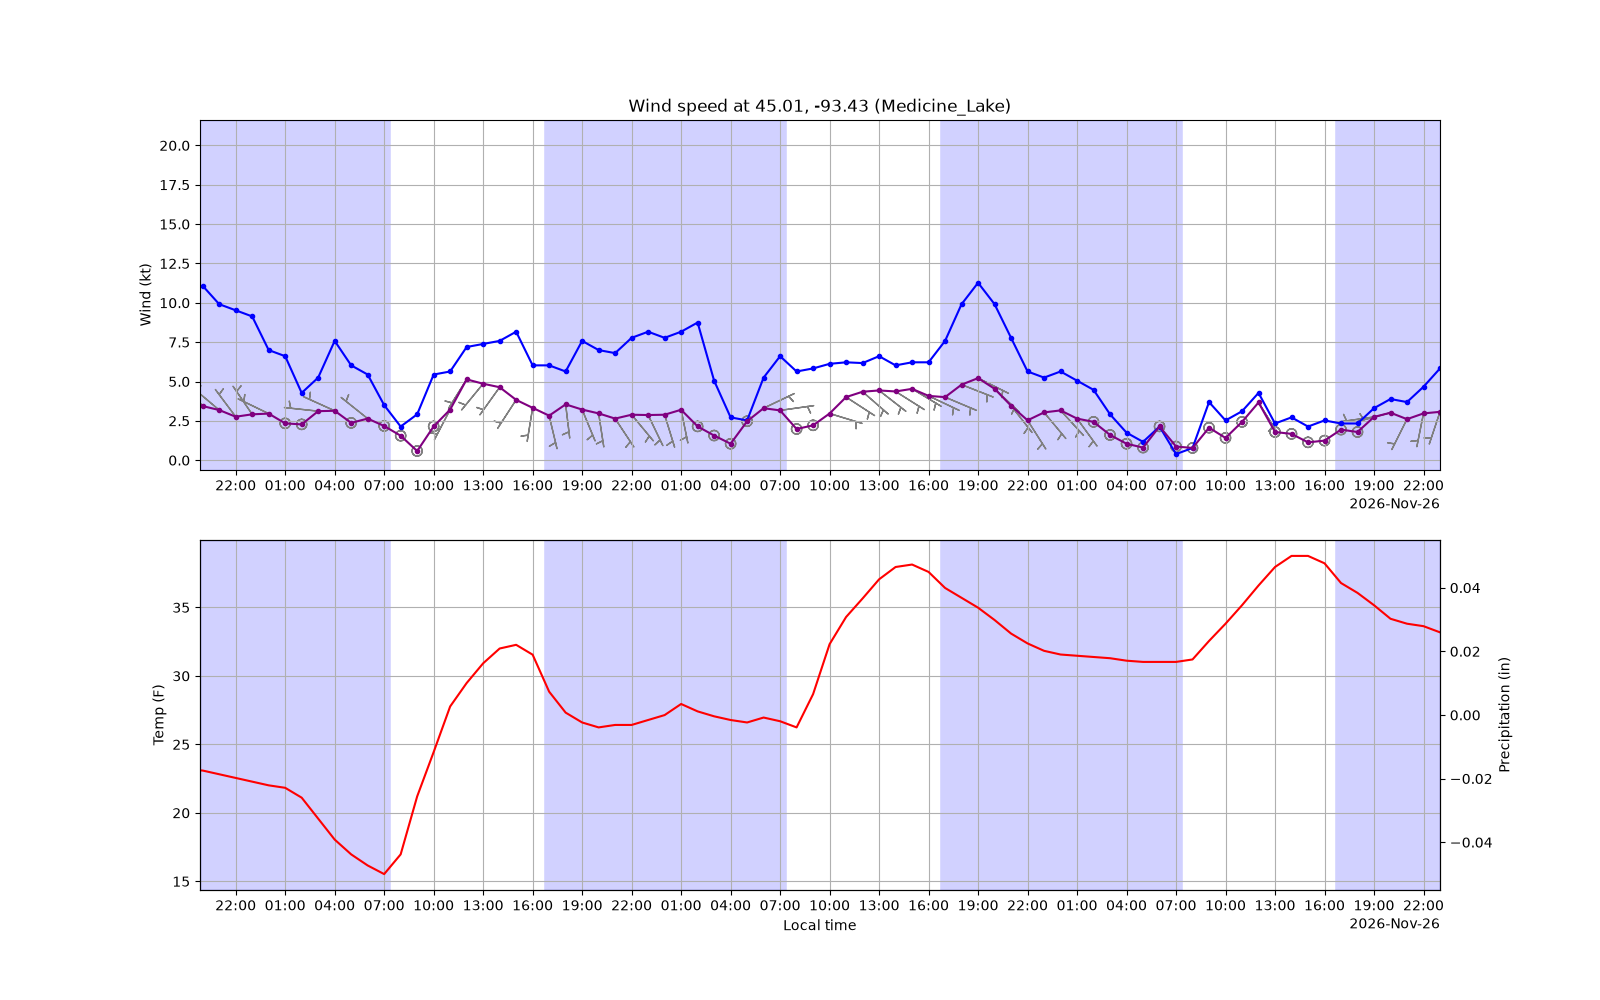 Wind speed at 45.01, -93.43 (Medicine_Lake)
20.0
17.5
15.0
12.5
10.0
7.5
5.0
2.5
0.0
Wind (kt)
22:00 01:00 04:00 07:00 10:00 13:00 16:00 19:00 22:00 01:00 04:00 07:00 10:00 13:00 16:00 19:00 22:00 01:00 04:00 07:00 10:00 13:00 16:00 19:00 22:00
2026-Nov-26
35
30
25
20
15
Temp (F)
0.04
0.02
0.00
−0.02
−0.04
Precipitation (in)
22:00 01:00 04:00 07:00 10:00 13:00 16:00 19:00 22:00 01:00 04:00 07:00 10:00 13:00 16:00 19:00 22:00 01:00 04:00 07:00 10:00 13:00 16:00 19:00 22:00
Local time
2026-Nov-26